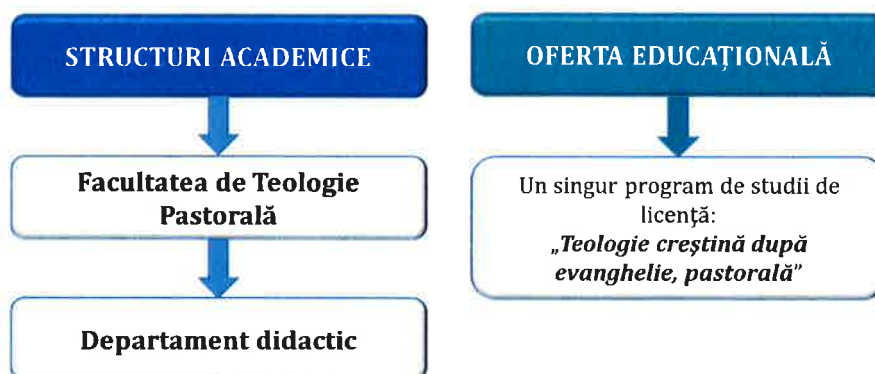 STRUCTURI ACADEMICE
Facultatea de Teologie
Pastorală
Departament didactic
OFERTA EDUCAȚIONALĂ
Un singur program de studii de
licență:
„Teologie creștină după
evanghelie, pastorală”